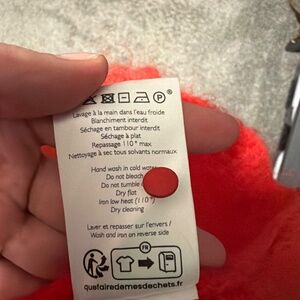 Lavage à la main dans l'eau froide
Blanchiment interdit
Séchage en tambour interdit
Séchage à plat
Repassage 110° max
Nettoyage à sec tous solvants normaux
Hand wash in cold water
Do not bleach
Do not tumble
Dry flat
Iron low heat (110°)
Dry cleaning
Laver et repasser sur l'envers /
Wash and iron on reverse side
FR
quefairedemesdechets.fr